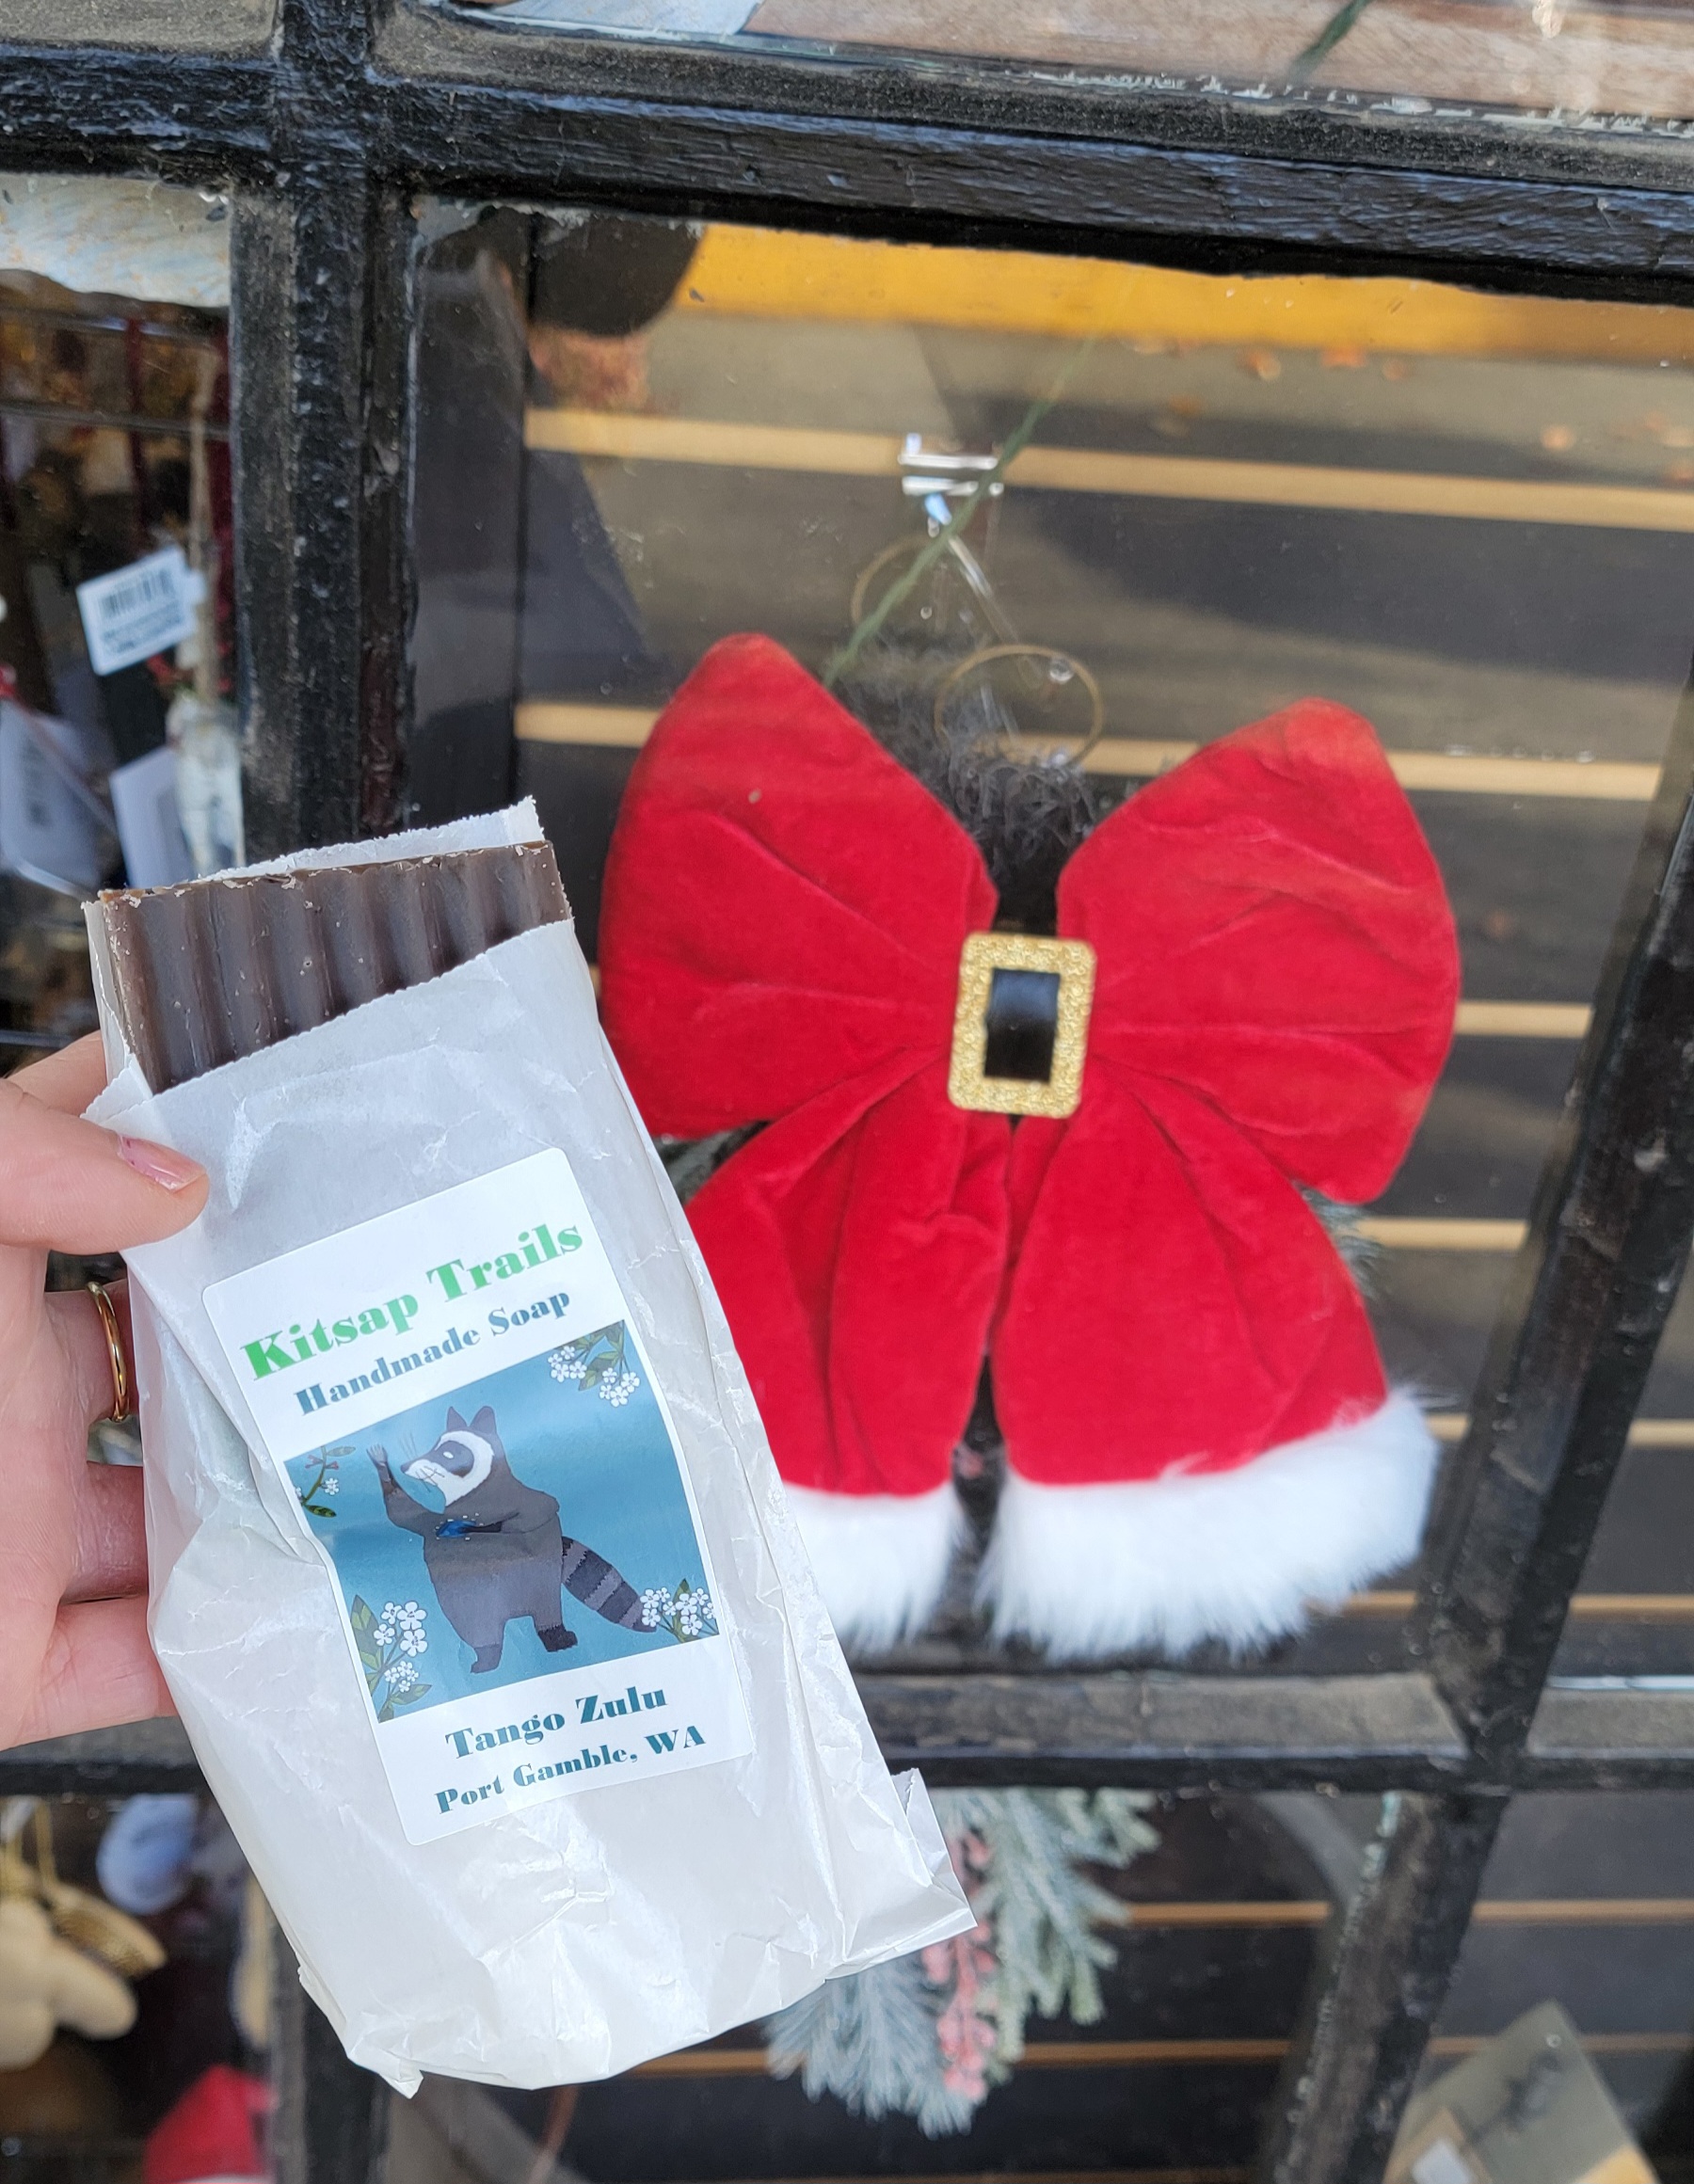 Kitsap Trails
Handmade Soap
Tango Zulu
Port Gamble, WA